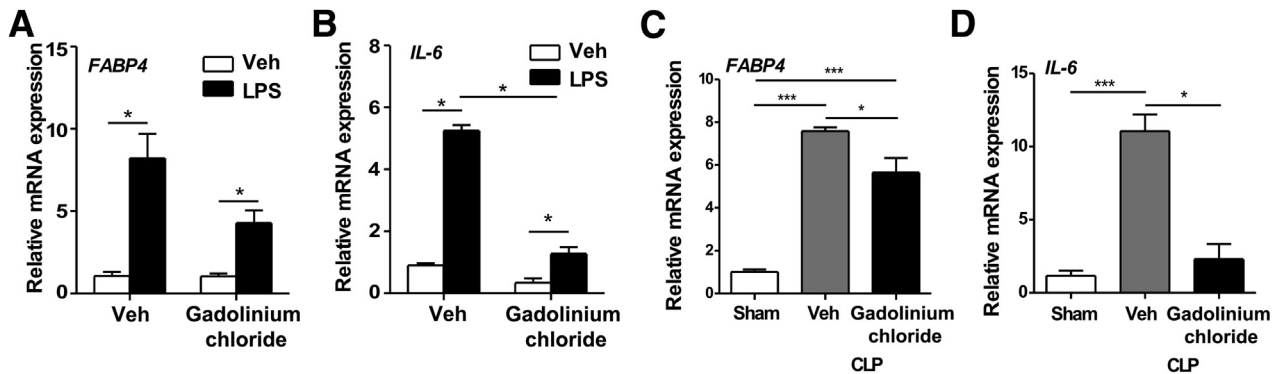 A
Relative mRNA expression
15
10
5
0
FABP4
Veh
LPS
*
*
Veh
Gadolinium
chloride
B
Relative mRNA expression
8
6
4
2
0
IL-6
Veh
LPS
*
*
*
Veh
Gadolinium
chloride
C
Relative mRNA expression
10
8
6
4
2
0
FABP4
***
***
*
Sham
Veh
Gadolinium
chloride
CLP
D
Relative mRNA expression
15
10
5
0
IL-6
***
*
Sham
Veh
Gadolinium
chloride
CLP